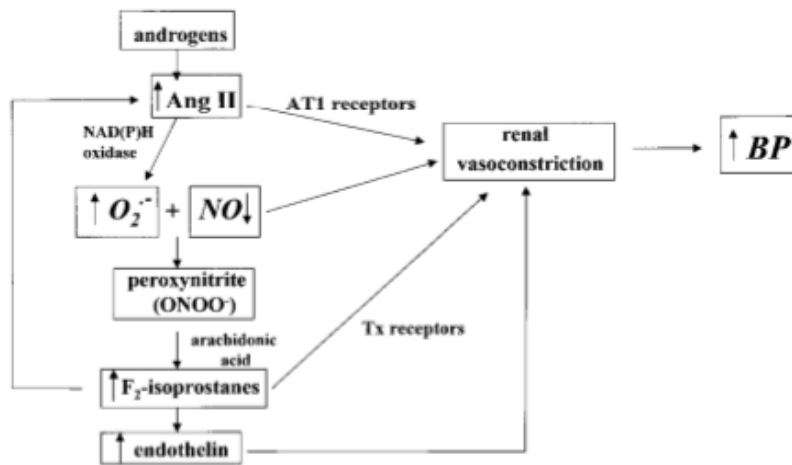 androgens
↑ Ang II
AT1 receptors
NAD(P)H
oxidase
renal
vasoconstriction
↑ BP
↑ O₂·⁻ + NO↓
peroxynitrite
(ONOO⁻)
arachidonic
acid
Tx receptors
↑ F₂-isoprostanes
↑ endothelin